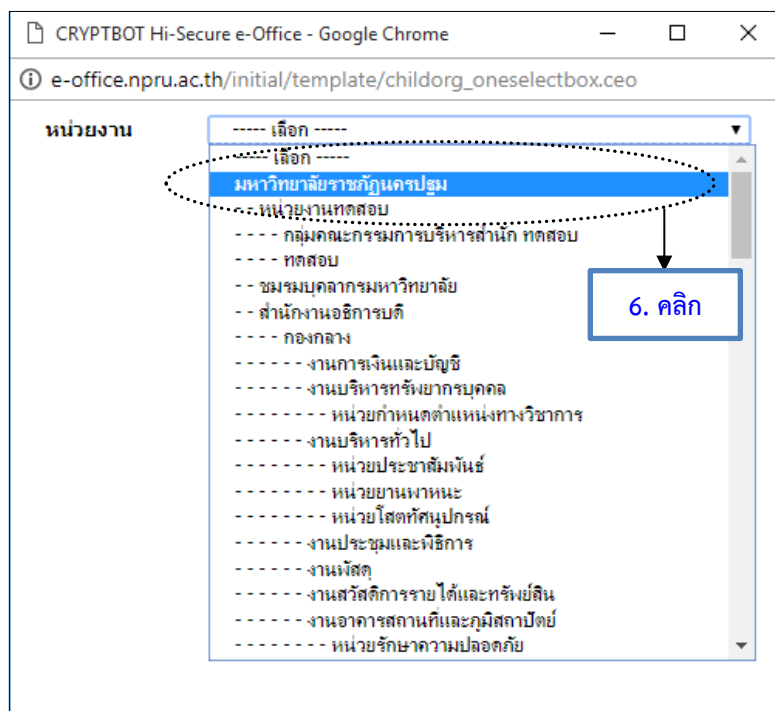 CRYPTBOT Hi-Secure e-Office - Google Chrome
e-office.npru.ac.th/initial/template/childorg_oneselectbox.ceo
หน่วยงาน ----- เลือก -----
----- เลือก -----
มหาวิทยาลัยราชภัฏนครปฐม
- - หน่วยงานทดสอบ
- - - - กลุ่มคณะกรรมการบริหารสำนัก ทดสอบ
- - - - ทดสอบ
- - ชมรมบุคลากรมหาวิทยาลัย
- - สำนักงานอธิการบดี
6. คลิก
- - - - กองกลาง
- - - - - - งานการเงินและบัญชี
- - - - - - งานบริหารทรัพยากรบุคคล
- - - - - - - - หน่วยกำหนดตำแหน่งทางวิชาการ
- - - - - - งานบริหารทั่วไป
- - - - - - - - หน่วยประชาสัมพันธ์
- - - - - - - - หน่วยยานพาหนะ
- - - - - - - - หน่วยโสตทัศนูปกรณ์
- - - - - - งานประชุมและพิธีการ
- - - - - - งานพัสดุ
- - - - - - งานสวัสดิการรายได้และทรัพย์สิน
- - - - - - งานอาคารสถานที่และภูมิสถาปัตย์
- - - - - - - - หน่วยรักษาความปลอดภัย